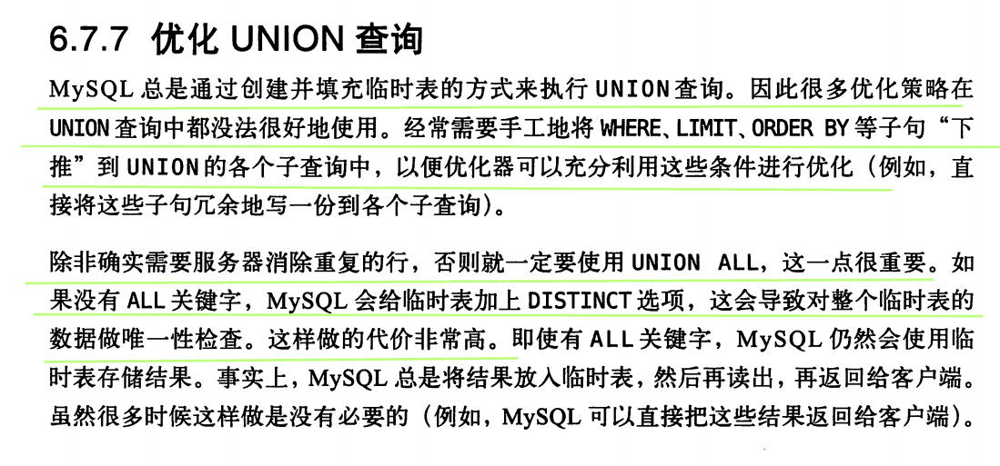 6.7.7 优化 UNION 查询
MySQL 总是通过创建并填充临时表的方式来执行 UNION 查询。因此很多优化策略在
UNION 查询中都没法很好地使用。经常需要手工地将 WHERE、LIMIT、ORDER BY 等子句“下
推”到 UNION 的各个子查询中，以便优化器可以充分利用这些条件进行优化（例如，直
接将这些子句冗余地写一份到各个子查询）。
除非确实需要服务器消除重复的行，否则就一定要使用 UNION ALL，这一点很重要。如
果没有 ALL 关键字，MySQL 会给临时表加上 DISTINCT 选项，这会导致对整个临时表的
数据做唯一性检查。这样做的代价非常高。即使有 ALL 关键字，MySQL 仍然会使用临
时表存储结果。事实上，MySQL 总是将结果放入临时表，然后再读出，再返回给客户端。
虽然很多时候这样做是没有必要的（例如，MySQL 可以直接把这些结果返回给客户端）。